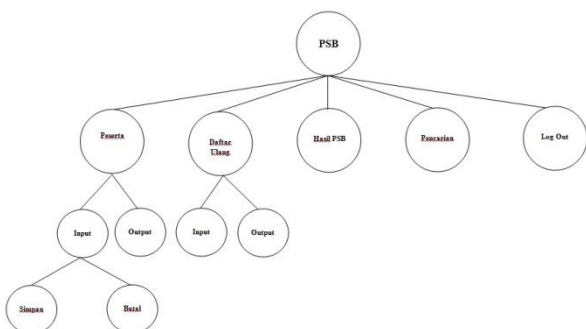 PSB
Peserta
Daftar
Ulang
Hasil PSB
Pencarian
Log Out
Input
Output
Input
Output
Simpan
Batal